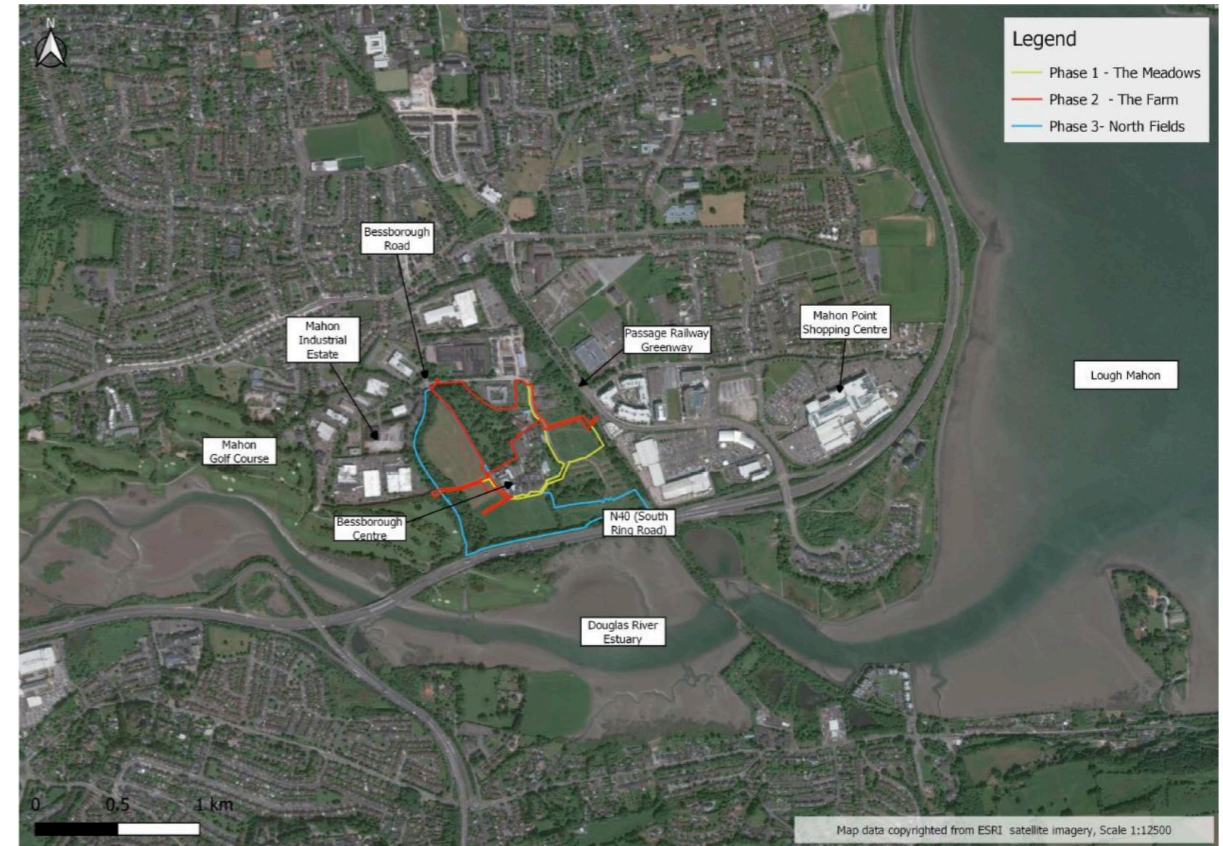 N
Legend
Phase 1 - The Meadows
Phase 2 - The Farm
Phase 3- North Fields
Bessborough
Road
Mahon
Industrial
Estate
Passage Railway
Greenway
Mahon Point
Shopping Centre
Lough Mahon
Mahon
Golf Course
Bessborough
Centre
N40 (South
Ring Road)
Douglas River
Estuary
0 0.5 1 km
Map data copyrighted from ESRI satellite imagery, Scale 1:12500